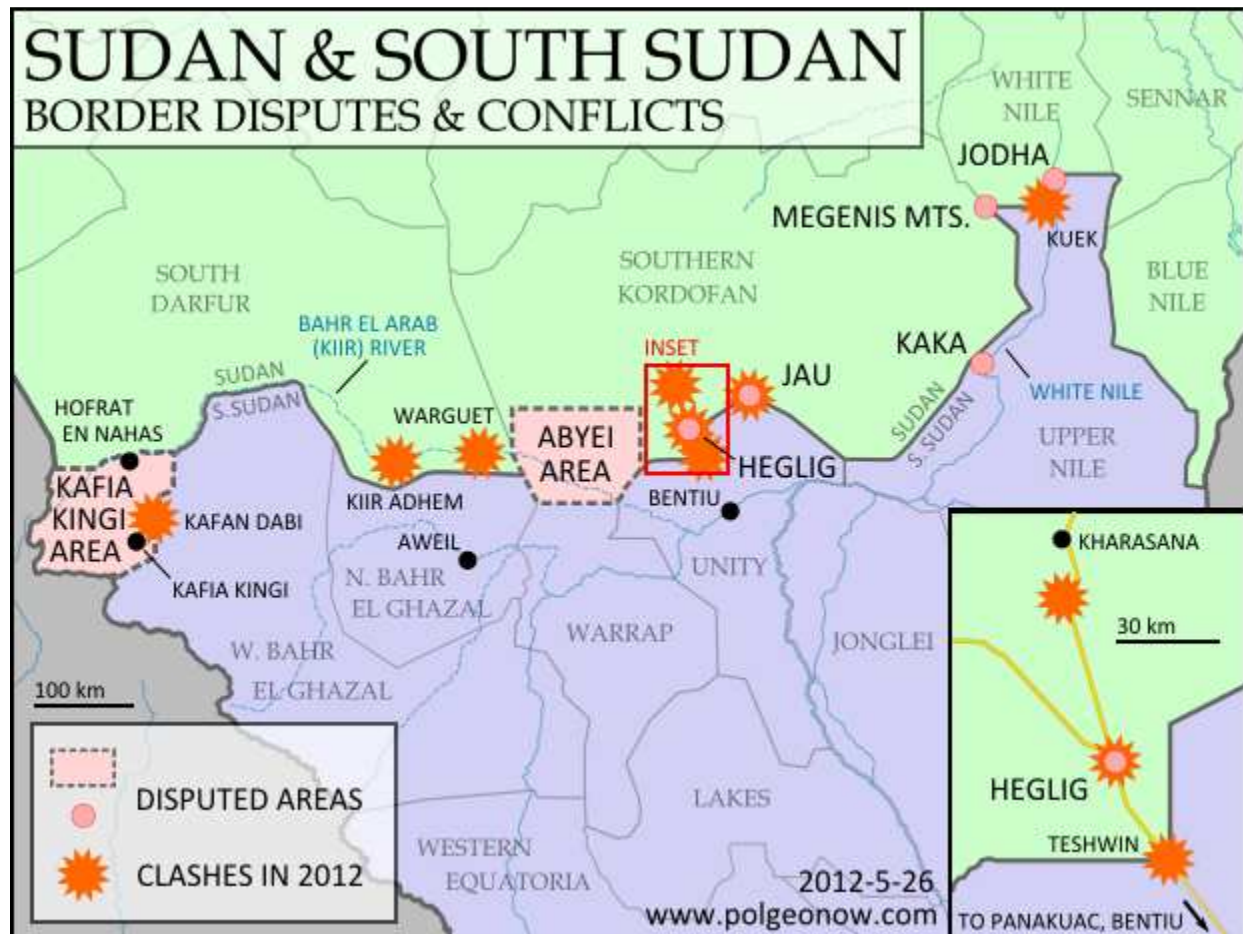 SUDAN & SOUTH SUDAN
BORDER DISPUTES & CONFLICTS
WHITE
NILE
SENNAR
JODHA
MEGENIS MTS.
KUEK
SOUTH
DARFUR
SOUTHERN
KORDOFAN
BLUE
NILE
BAHR EL ARAB
(KIIR) RIVER
INSET
KAKA
JAU
SUDAN
S.SUDAN
WHITE NILE
SUDAN
S.SUDAN
HOFRAT
EN NAHAS
WARGUET
ABYEI
AREA
UPPER
NILE
HEGLIG
KAFIA
KINGI
AREA
KAFAN DABI
KIIR ADHEM
BENTIU
KAFIA KINGI
AWEIL
N. BAHR
EL GHAZAL
UNITY
WARRAP
JONGLEI
W. BAHR
EL GHAZAL
100 km
LAKES
WESTERN
EQUATORIA
DISPUTED AREAS
CLASHES IN 2012
2012-5-26
www.polgeonow.com
KHARASANA
30 km
HEGLIG
TESHWIN
TO PANAKUAC, BENTIU